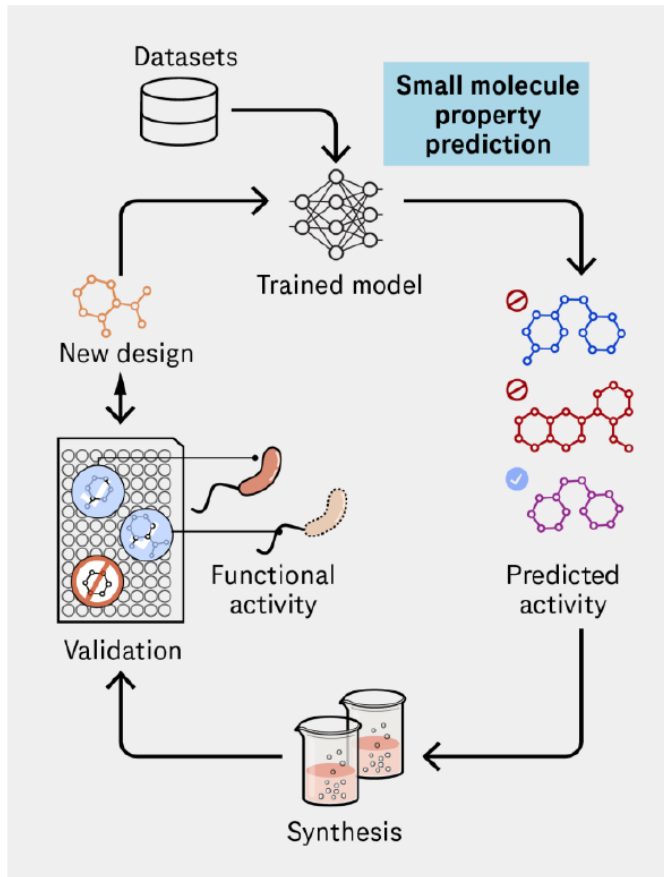 Datasets
Small molecule
property
prediction
Trained model
New design
Functional
activity
Predicted
activity
Validation
Synthesis